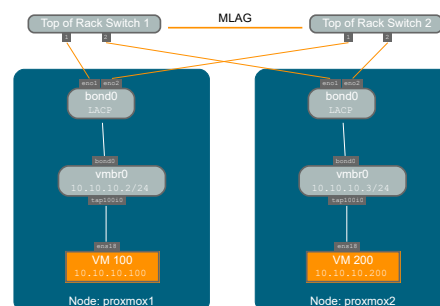 MLAG
Top of Rack Switch 1
Top of Rack Switch 2
1
2
1
2
eno1
eno2
eno1
eno2
bond0
LACP
bond0
LACP
bond0
bond0
vmbr0
10.10.10.2/24
vmbr0
10.10.10.3/24
tap100i0
tap100i0
ens18
ens18
VM 100
10.10.10.100
VM 200
10.10.10.200
Node: proxmox1
Node: proxmox2